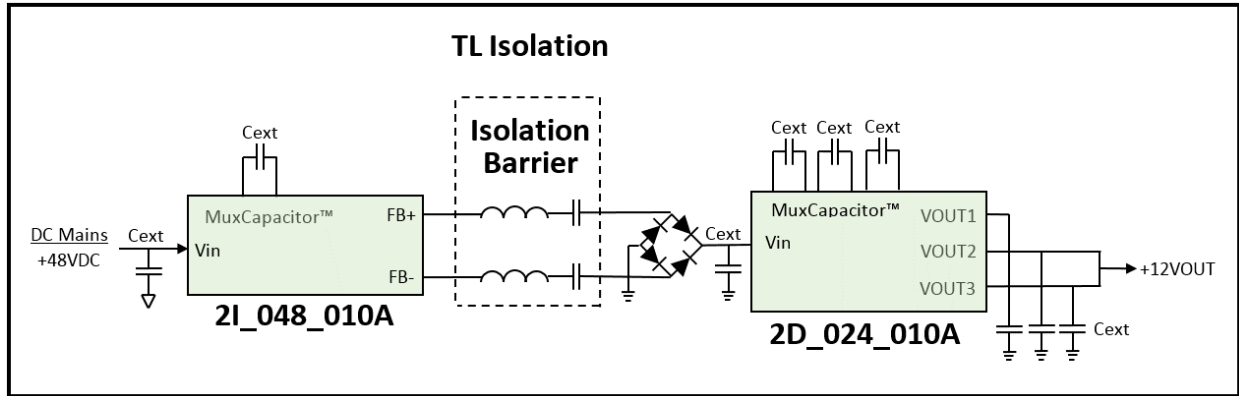 TL Isolation
Isolation
Barrier
Cext
Cext
Cext
Cext
MuxCapacitor™
FB+
DC Mains
Cext
+48VDC
Vin
FB-
2I_048_010A
Cext
MuxCapacitor™
VOUT1
Vin
VOUT2
VOUT3
+12VOUT
Cext
2D_024_010A